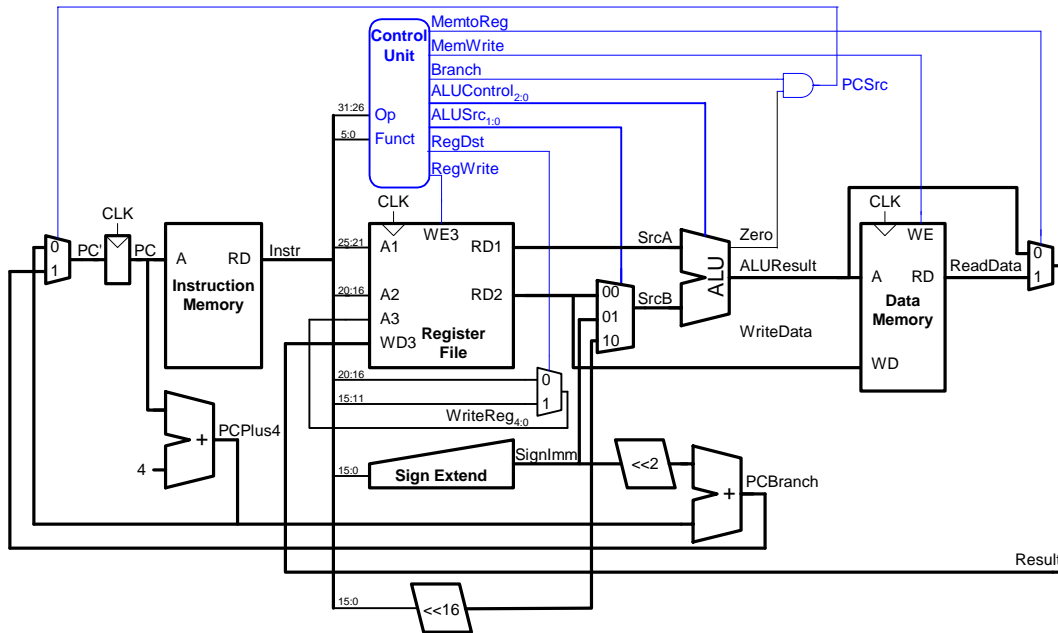 MemtoReg
Control
Unit
MemWrite
Branch
PCSrc
ALUControl2:0
31:26
Op
ALUSrc1:0
5:0
Funct
RegDst
RegWrite
CLK
CLK
CLK
0
1
PC'
PC
A
RD
Instruction
Memory
Instr
25:21
A1
WE3
RD1
20:16
A2
RD2
A3
WD3
Register
File
SrcA
00
01
10
SrcB
ALU
Zero
ALUResult
WriteData
WE
A
RD
Data
Memory
WD
ReadData
0
1
20:16
0
15:11
1
WriteReg4:0
PCPlus4
+
4
SignImm
15:0
Sign Extend
<<2
+
PCBranch
Result
15:0
<<16